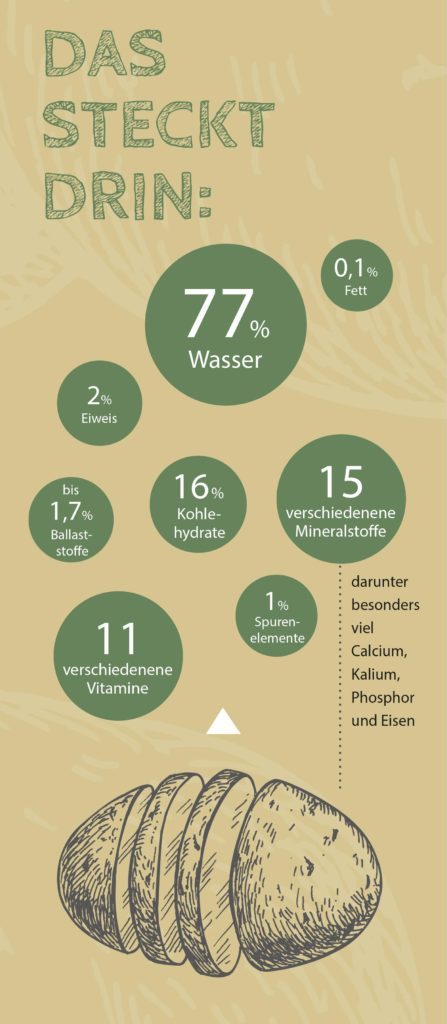 DAS
STECKT
DRIN:
0,1%
Fett
77%
Wasser
2%
Eiweis
bis
1,7%
Ballast-
stoffe
16%
Kohle-
hydrate
15
verschiedenene
Mineralstoffe
darunter
besonders
viel
Calcium,
Kalium,
Phosphor
und Eisen
1%
Spuren-
elemente
11
verschiedenene
Vitamine